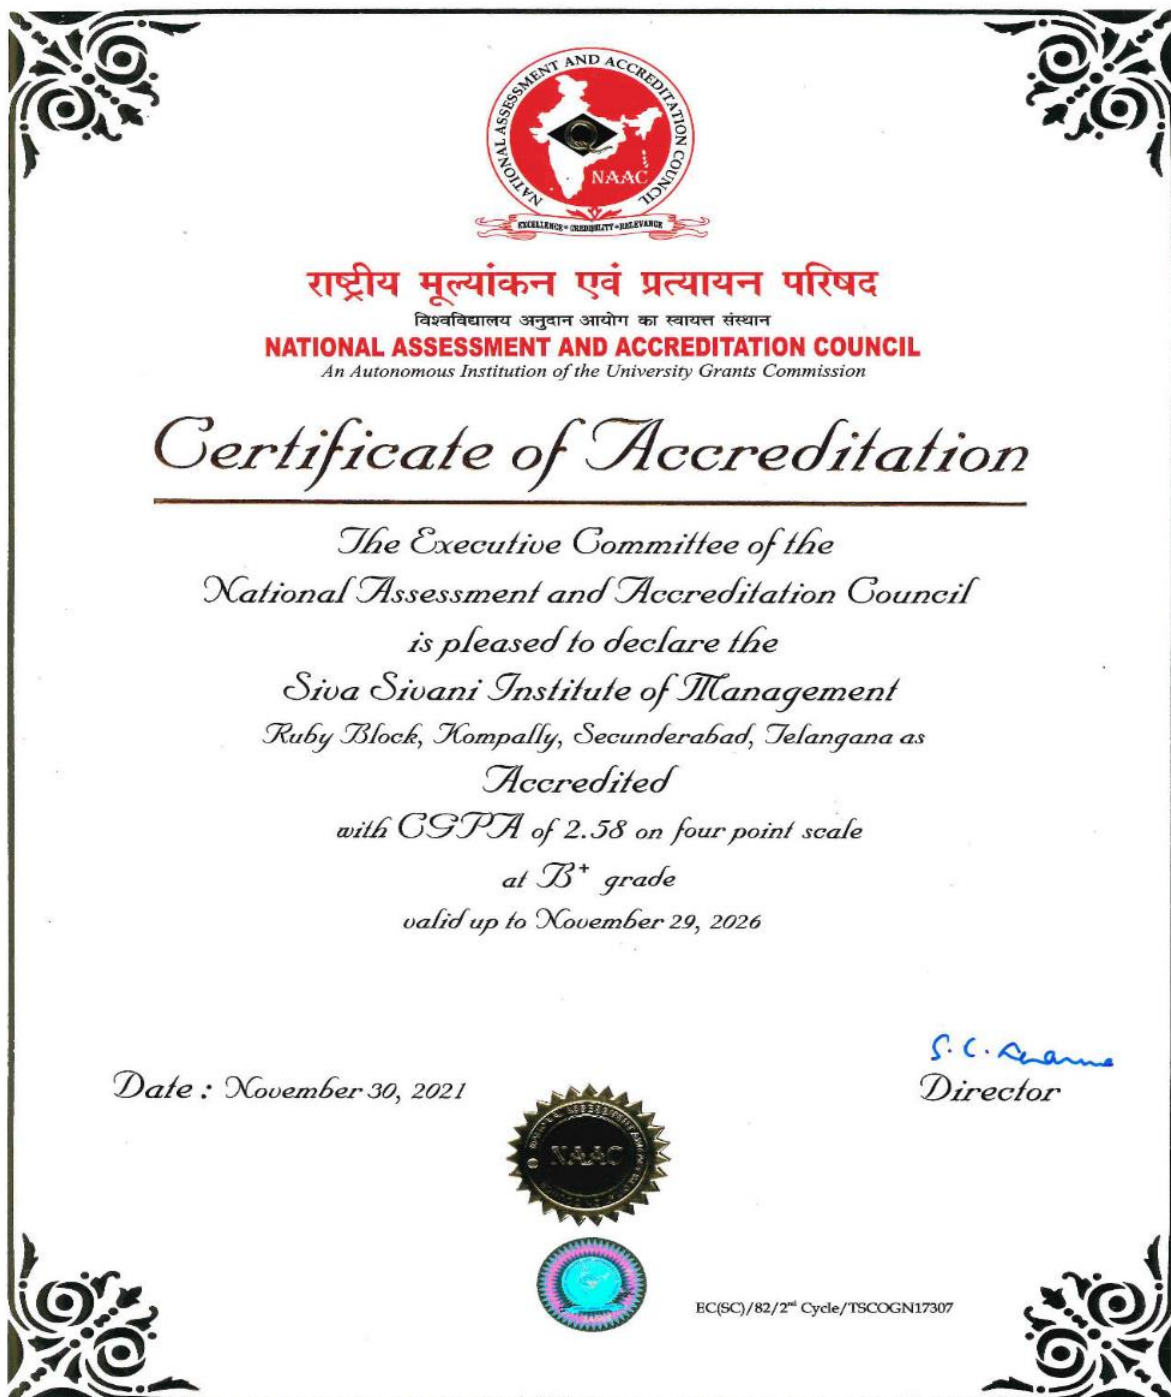 NATIONAL ASSESSMENT AND ACCREDITATION COUNCIL
NAAC
EXCELLENCE • CREDIBILITY • RELEVANCE
राष्ट्रीय मूल्यांकन एवं प्रत्यायन परिषद
विश्वविद्यालय अनुदान आयोग का स्वायत्त संस्थान
NATIONAL ASSESSMENT AND ACCREDITATION COUNCIL
An Autonomous Institution of the University Grants Commission
Certificate of Accreditation
The Executive Committee of the
National Assessment and Accreditation Council
is pleased to declare the
Siva Sivani Institute of Management
Ruby Block, Kompally, Secunderabad, Telangana as
Accredited
with CGPA of 2.58 on four point scale
at B⁺ grade
valid up to November 29, 2026
S. C. Sharma
Date : November 30, 2021
Director
NAAC
EC(SC)/82/2ⁿᵈ Cycle/TSCOGN17307